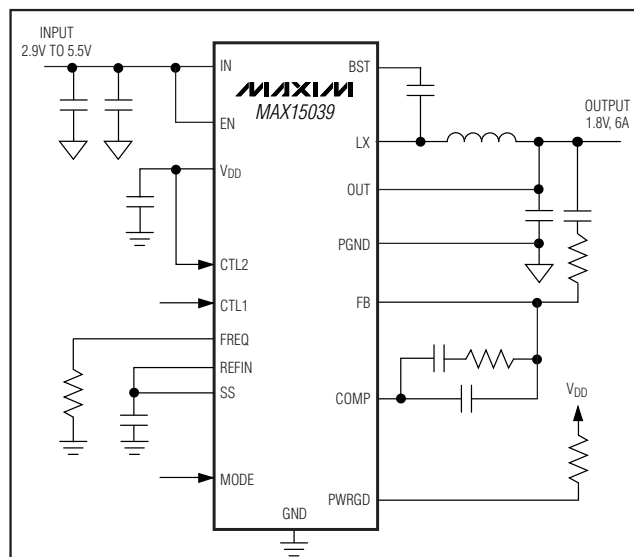 INPUT
2.9V TO 5.5V
IN
BST
MAXIM
MAX15039
OUTPUT
1.8V, 6A
EN
LX
VDD
OUT
PGND
CTL2
CTL1
FB
FREQ
REFIN
SS
COMP
VDD
MODE
PWRGD
GND